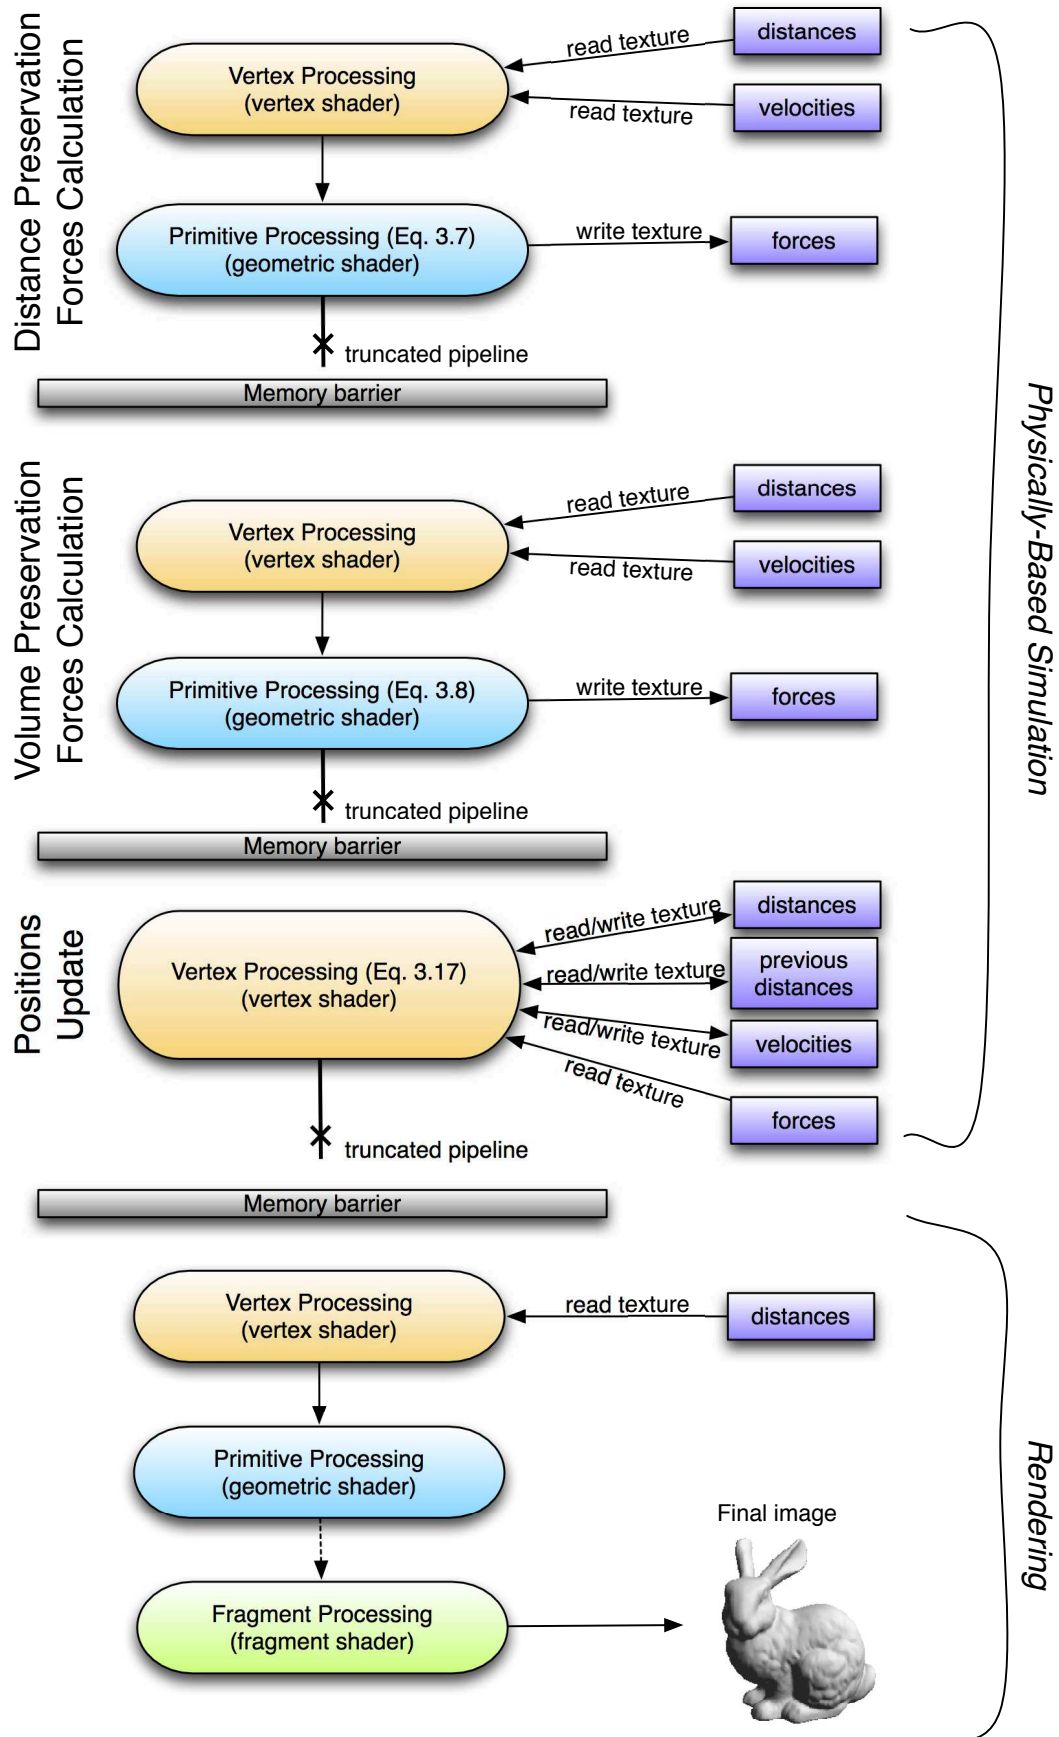 Distance Preservation
Forces Calculation
Vertex Processing
(vertex shader)
read texture
distances
read texture
velocities
Primitive Processing (Eq. 3.7)
(geometric shader)
write texture
forces
truncated pipeline
Memory barrier
Physically-Based Simulation
Volume Preservation
Forces Calculation
Vertex Processing
(vertex shader)
read texture
distances
read texture
velocities
Primitive Processing (Eq. 3.8)
(geometric shader)
write texture
forces
truncated pipeline
Memory barrier
Positions
Update
Vertex Processing (Eq. 3.17)
(vertex shader)
read/write texture
distances
read/write texture
previous
distances
read/write texture
velocities
read texture
forces
truncated pipeline
Memory barrier
Vertex Processing
(vertex shader)
read texture
distances
Primitive Processing
(geometric shader)
Rendering
Final image
Fragment Processing
(fragment shader)